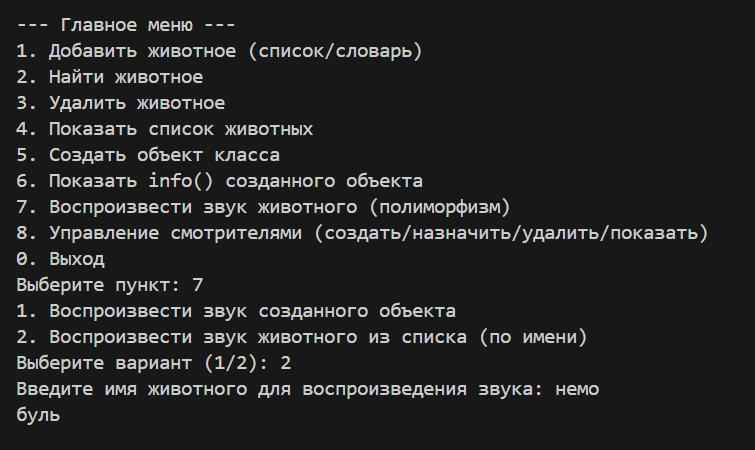 --- Главное меню ---
1. Добавить животное (список/словарь)
2. Найти животное
3. Удалить животное
4. Показать список животных
5. Создать объект класса
6. Показать info() созданного объекта
7. Воспроизвести звук животного (полиморфизм)
8. Управление смотрителями (создать/назначить/удалить/показать)
0. Выход
Выберите пункт: 7
1. Воспроизвести звук созданного объекта
2. Воспроизвести звук животного из списка (по имени)
Выберите вариант (1/2): 2
Введите имя животного для воспроизведения звука: немо
буль